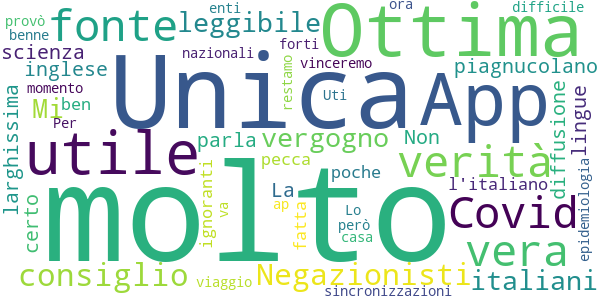 provò enti ora difficile
benne fonte leggibile Ottima
scienza nazionali forti
inglese Unica App piagnucolano
momento vinceremo
larghissima Mi ben restamo Uti diffusione lingue
Per
utile parla vergogno Non verità
pecca poche l'italiano
certo molto ignoranti La Covid epidemiologia
va ap fatta Lo
però
casa vera
consiglio viaggio Negazionisti italiani
sincronizzazioni